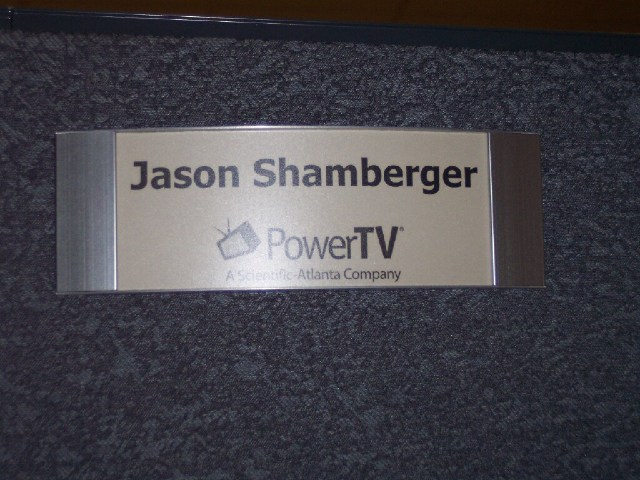 Jason Shamberger
PowerTV®
A Scientific-Atlanta Company